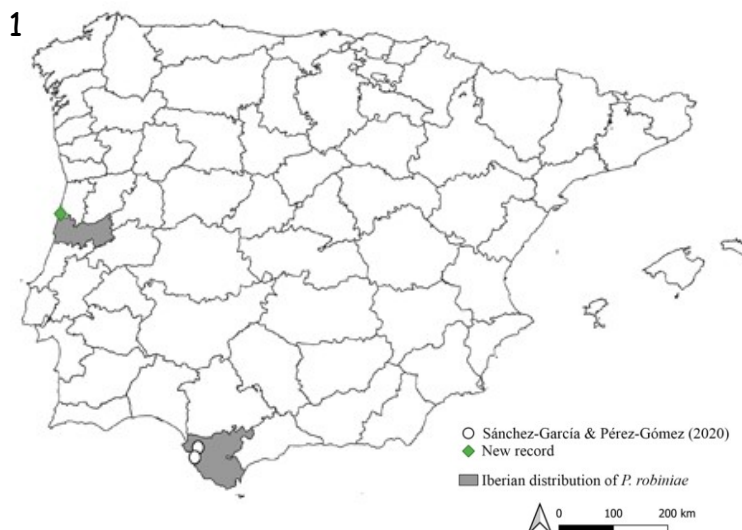 1
Sánchez-García & Pérez-Gómez (2020)
New record
Iberian distribution of P. robiniae
0 100 200 km